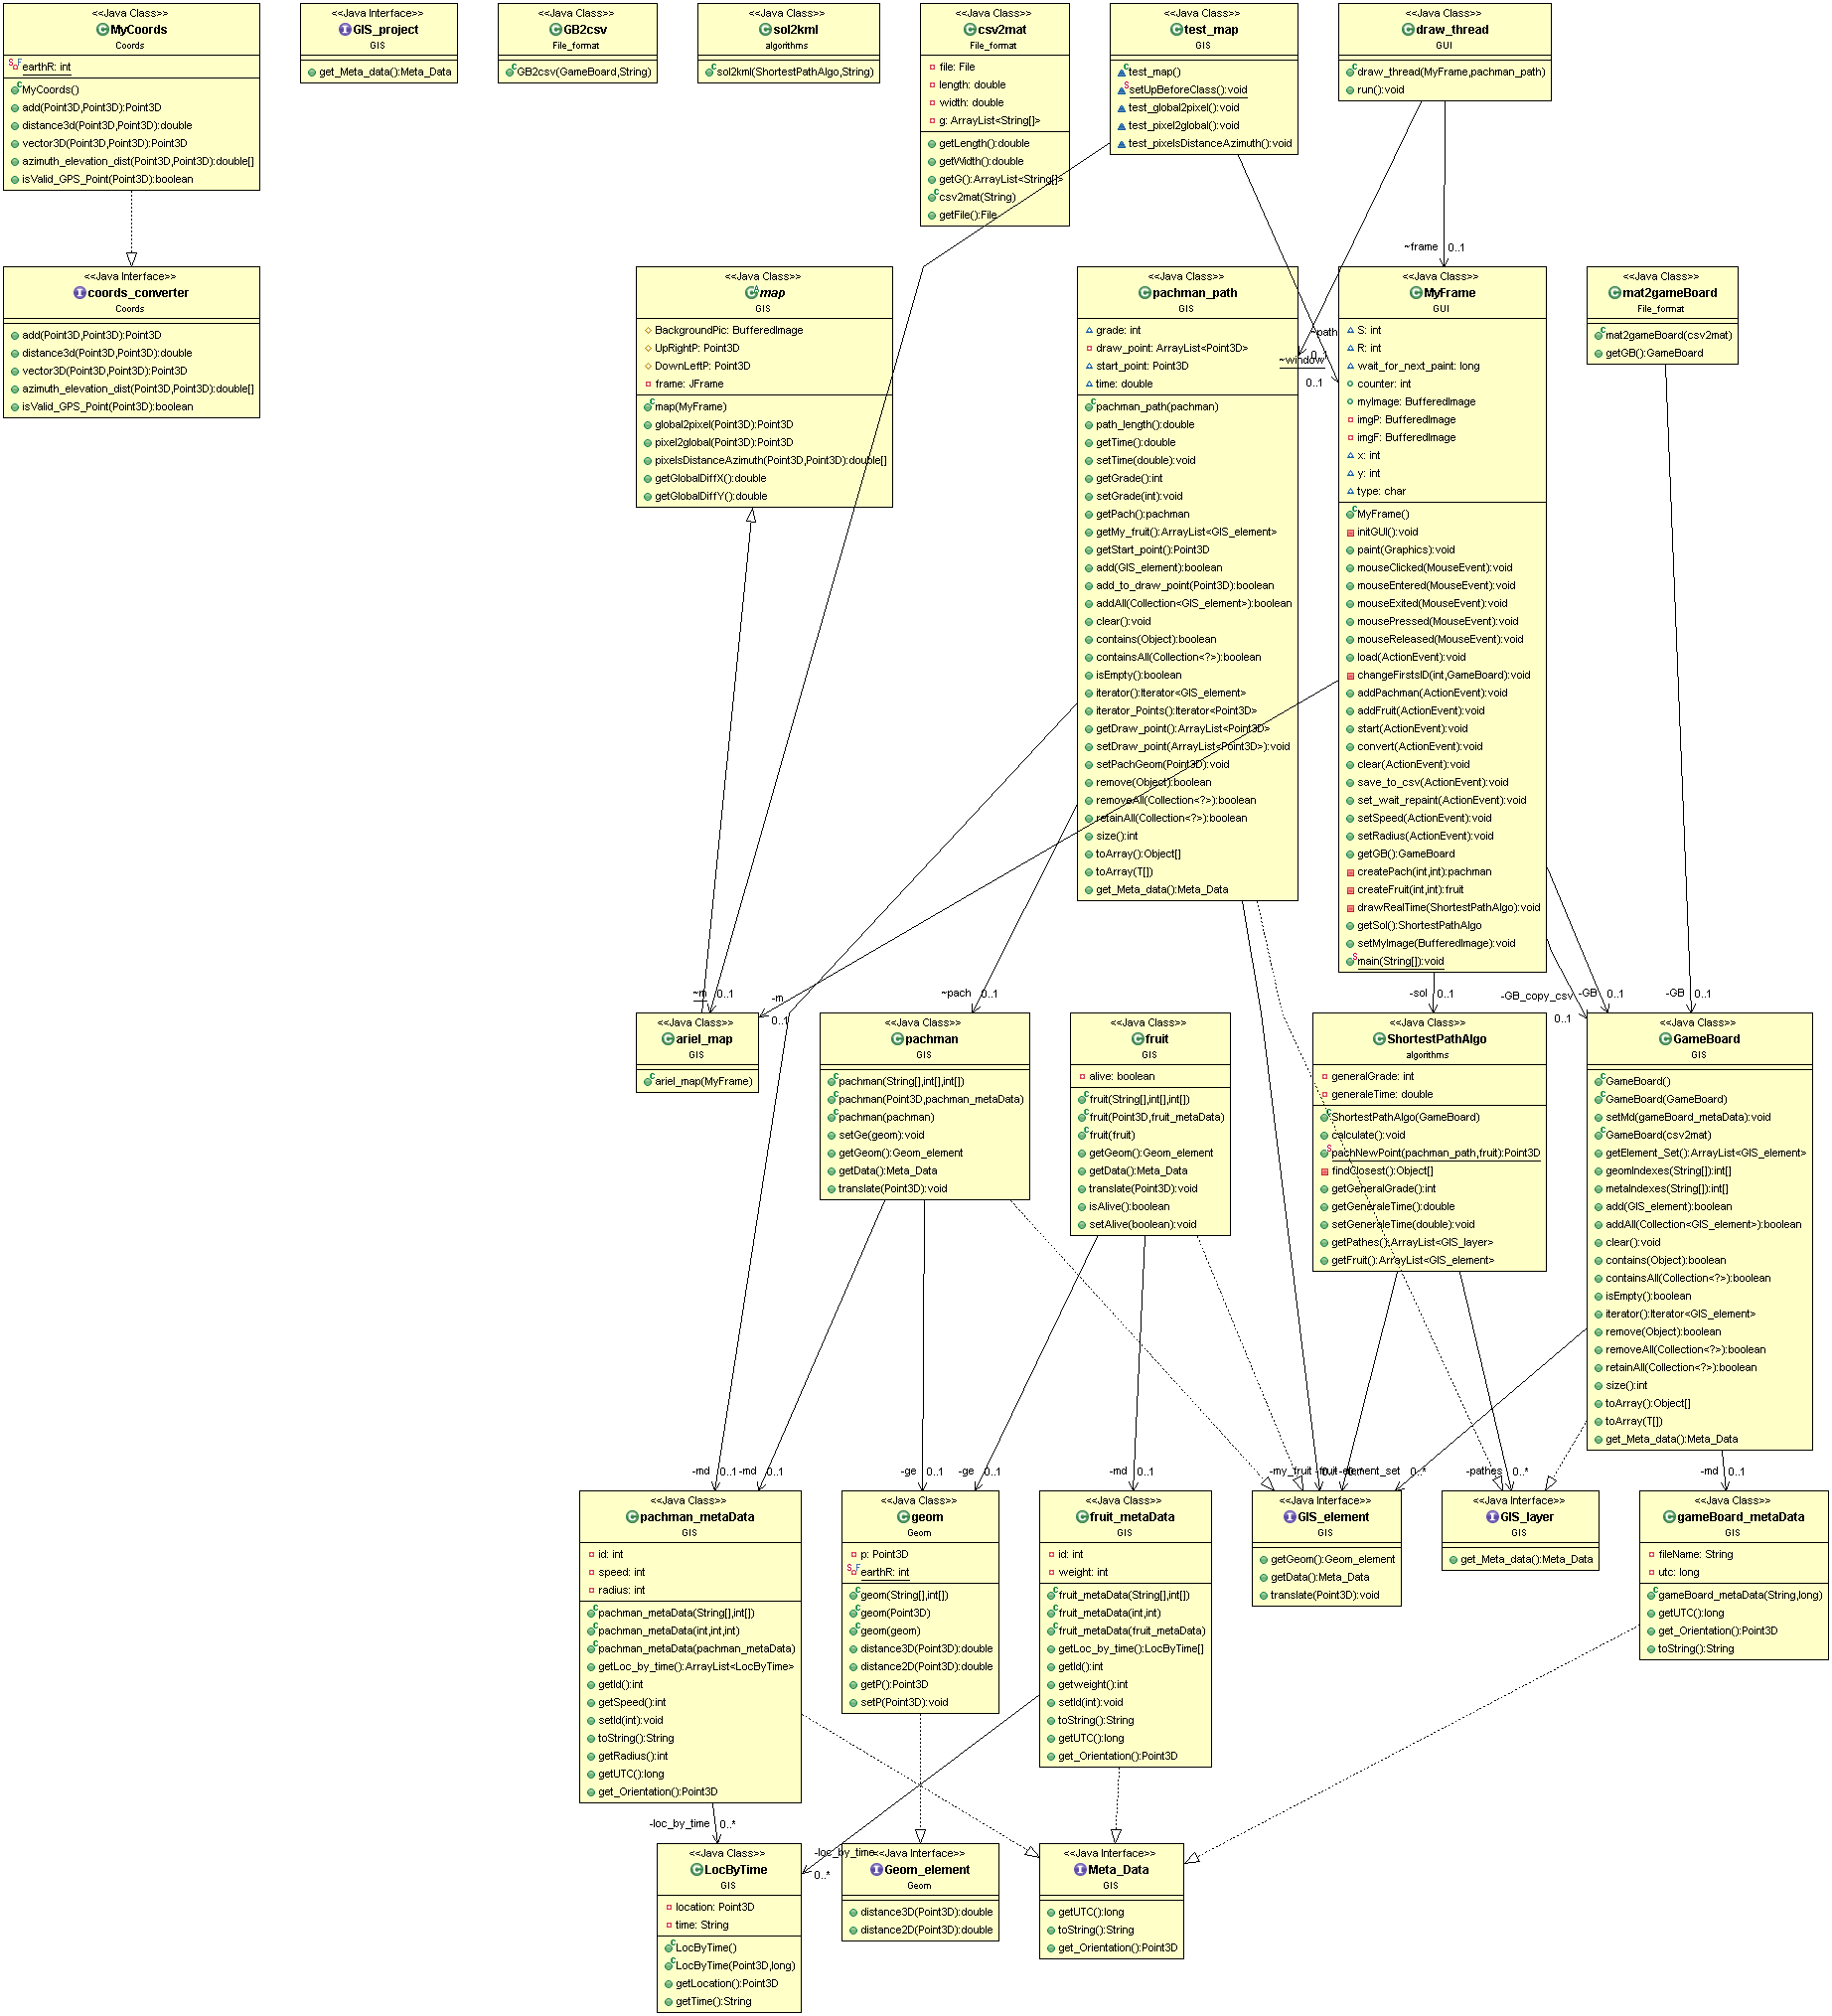 <<Java Class>>
MyCoords
Coords
earthR: int
MyCoords()
add(Point3D,Point3D):Point3D
distance3d(Point3D,Point3D):double
vector3D(Point3D,Point3D):Point3D
azimuth_elevation_dist(Point3D,Point3D):double[]
isValid_GPS_Point(Point3D):boolean
<<Java Interface>>
GIS_project
GIS
get_Meta_data():Meta_Data
<<Java Class>>
GB2csv
File_format
GB2csv(GameBoard,String)
<<Java Class>>
sol2kml
algorithms
sol2kml(ShortestPathAlgo,String)
<<Java Class>>
csv2mat
File_format
file: File
length: double
width: double
g: ArrayList<String[]>
getLength():double
getWidth():double
getG():ArrayList<String[]>
csv2mat(String)
getFile():File
<<Java Class>>
test_map
GIS
test_map()
setUpBeforeClass():void
test_global2pixel():void
test_pixel2global():void
test_pixelsDistanceAzimuth():void
<<Java Class>>
draw_thread
GUI
draw_thread(MyFrame,pachman_path)
run():void
~frame 0..1
<<Java Interface>>
coords_converter
Coords
add(Point3D,Point3D):Point3D
distance3d(Point3D,Point3D):double
vector3D(Point3D,Point3D):Point3D
azimuth_elevation_dist(Point3D,Point3D):double[]
isValid_GPS_Point(Point3D):boolean
<<Java Class>>
map
GIS
BackgroundPic: BufferedImage
UpRightP: Point3D
DownLeftP: Point3D
frame: JFrame
map(MyFrame)
global2pixel(Point3D):Point3D
pixel2global(Point3D):Point3D
pixelsDistanceAzimuth(Point3D,Point3D):double[]
getGlobalDiffX():double
getGlobalDiffY():double
<<Java Class>>
pachman_path
GIS
grade: int
draw_point: ArrayList<Point3D>
start_point: Point3D
time: double
pachman_path(pachman)
path_length():double
getTime():double
setTime(double):void
getGrade():int
setGrade(int):void
getPach():pachman
getMy_fruit():ArrayList<GIS_element>
getStart_point():Point3D
add(GIS_element):boolean
add_to_draw_point(Point3D):boolean
addAll(Collection<GIS_element>):boolean
clear():void
contains(Object):boolean
containsAll(Collection<?>):boolean
isEmpty():boolean
iterator():Iterator<GIS_element>
iterator_Points():Iterator<Point3D>
getDraw_point():ArrayList<Point3D>
setDraw_point(ArrayList<Point3D>):void
setPachGeom(Point3D):void
remove(Object):boolean
removeAll(Collection<?>):boolean
retainAll(Collection<?>):boolean
size():int
toArray():Object[]
toArray(T[])
get_Meta_data():Meta_Data
~path
0..1
~window
0..1
<<Java Class>>
MyFrame
GUI
S: int
R: int
wait_for_next_paint: long
counter: int
myImage: BufferedImage
imgP: BufferedImage
imgF: BufferedImage
x: int
y: int
type: char
MyFrame()
initGUI():void
paint(Graphics):void
mouseClicked(MouseEvent):void
mouseEntered(MouseEvent):void
mouseExited(MouseEvent):void
mousePressed(MouseEvent):void
mouseReleased(MouseEvent):void
load(ActionEvent):void
changeFirstsID(int,GameBoard):void
addPachman(ActionEvent):void
addFruit(ActionEvent):void
start(ActionEvent):void
convert(ActionEvent):void
clear(ActionEvent):void
save_to_csv(ActionEvent):void
set_wait_repaint(ActionEvent):void
setSpeed(ActionEvent):void
setRadius(ActionEvent):void
getGB():GameBoard
createPach(int,int):pachman
createFruit(int,int):fruit
drawRealTime(ShortestPathAlgo):void
getSol():ShortestPathAlgo
setMyImage(BufferedImage):void
main(String[]):void
<<Java Class>>
mat2gameBoard
File_format
mat2gameBoard(csv2mat)
getGB():GameBoard
~m 0..1
-m
0..1
~pach 0..1
-sol 0..1
-GB_copy_csv
0..1
-GB 0..1
-GB 0..1
<<Java Class>>
ariel_map
GIS
ariel_map(MyFrame)
<<Java Class>>
pachman
GIS
pachman(String[],int[],int[])
pachman(Point3D,pachman_metaData)
pachman(pachman)
setGe(geom):void
getGeom():Geom_element
getData():Meta_Data
translate(Point3D):void
<<Java Class>>
fruit
GIS
alive: boolean
fruit(String[],int[],int[])
fruit(Point3D,fruit_metaData)
fruit(fruit)
getGeom():Geom_element
getData():Meta_Data
translate(Point3D):void
isAlive():boolean
setAlive(boolean):void
<<Java Class>>
ShortestPathAlgo
algorithms
generalGrade: int
generaleTime: double
ShortestPathAlgo(GameBoard)
calculate():void
pachNewPoint(pachman_path,fruit):Point3D
findClosest():Object[]
getGeneralGrade():int
getGeneraleTime():double
setGeneraleTime(double):void
getPathes():ArrayList<GIS_layer>
getFruit():ArrayList<GIS_element>
<<Java Class>>
GameBoard
GIS
GameBoard()
GameBoard(GameBoard)
setMd(gameBoard_metaData):void
GameBoard(csv2mat)
getElement_Set():ArrayList<GIS_element>
geomIndexes(String[]):int[]
metaIndexes(String[]):int[]
add(GIS_element):boolean
addAll(Collection<GIS_element>):boolean
clear():void
contains(Object):boolean
containsAll(Collection<?>):boolean
isEmpty():boolean
iterator():Iterator<GIS_element>
remove(Object):boolean
removeAll(Collection<?>):boolean
retainAll(Collection<?>):boolean
size():int
toArray():Object[]
toArray(T[])
get_Meta_data():Meta_Data
-md 0..1
-md 0..1
-ge 0..1
-ge 0..1
-md 0..1
-my_fruit
0..*
-pathes 0..*
-md 0..1
<<Java Class>>
pachman_metaData
GIS
id: int
speed: int
radius: int
pachman_metaData(String[],int[])
pachman_metaData(int,int,int)
pachman_metaData(pachman_metaData)
getLoc_by_time():ArrayList<LocByTime>
getId():int
getSpeed():int
setId(int):void
toString():String
getRadius():int
getUTC():long
get_Orientation():Point3D
<<Java Class>>
geom
Geom
p: Point3D
earthR: int
geom(String[],int[])
geom(Point3D)
geom(geom)
distance3D(Point3D):double
distance2D(Point3D):double
getP():Point3D
setP(Point3D):void
<<Java Class>>
fruit_metaData
GIS
id: int
weight: int
fruit_metaData(String[],int[])
fruit_metaData(int,int)
fruit_metaData(fruit_metaData)
getLoc_by_time():LocByTime[]
getId():int
getweight():int
setId(int):void
toString():String
getUTC():long
get_Orientation():Point3D
<<Java Interface>>
GIS_element
GIS
getGeom():Geom_element
getData():Meta_Data
translate(Point3D):void
<<Java Interface>>
GIS_layer
GIS
get_Meta_data():Meta_Data
<<Java Class>>
gameBoard_metaData
GIS
fileName: String
utc: long
gameBoard_metaData(String,long)
getUTC():long
get_Orientation():Point3D
toString():String
-loc_by_time 0..*
-loc_by_time
0..*
<<Java Class>>
LocByTime
GIS
location: Point3D
time: String
LocByTime()
LocByTime(Point3D,long)
getLocation():Point3D
getTime():String
<<Java Interface>>
Geom_element
Geom
distance3D(Point3D):double
distance2D(Point3D):double
<<Java Interface>>
Meta_Data
GIS
getUTC():long
toString():String
get_Orientation():Point3D